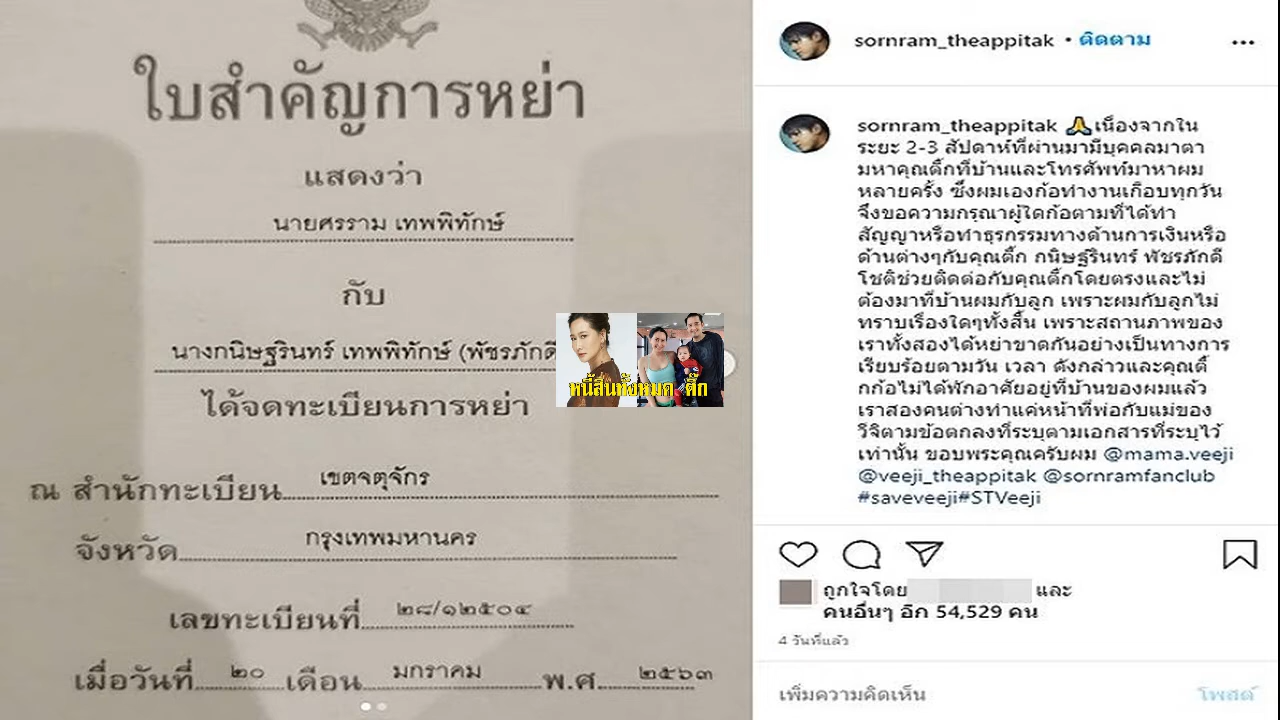 ใบสำคัญการหย่า
แสดงว่า
นายศรราม เทพพิทักษ์
กับ
นางกนิษฐรินทร์ เทพพิทักษ์ (พัชรภักดี
ได้จดทะเบียนการหย่า
ณ สำนักทะเบียน เขตจตุจักร
จังหวัด กรุงเทพมหานคร
เลขทะเบียนที่ ๒๘/๑๒๕๐๔
เมื่อวันที่ ๒๐ เดือน มกราคม พ.ศ ๒๕๖๓
หนี้สินทั้งหมด ติ๊ก
sornram_theappitak • ติดตาม
sornram_theappitak 🙏เนื่องจากใน
ระยะ 2-3 สัปดาห์ที่ผ่านมามีบุคคลมาตา
มหาคุณติ๊กที่บ้านและโทรศัพท์มาหาผม
หลายครั้ง ซึ่งผมเองก้อทำงานเกือบทุกวัน
จึงขอความกรุณาผู้ใดก้อตามที่ได้ทำ
สัญญาหรือทำธุรกรรมทางด้านการเงินหรือ
ด้านต่างๆกับคุณติ๊ก กนิษฐรินทร์ พัชรภักดี
โชติช่วยติดต่อกับคุณติ๊กโดยตรงและไม่
ต้องมาที่บ้านผมกับลูก เพราะผมกับลูกไม่
ทราบเรื่องใดๆทั้งสิ้น เพราะสถานภาพของ
เราทั้งสองได้หย่าขาดกันอย่างเป็นทางการ
เรียบร้อยตามวัน เวลา ดังกล่าวและคุณติ๊
กก้อไม่ได้พักอาศัยอยู่ที่บ้านของผมแล้ว
เราสองคนต่างทำแค่หน้าที่พ่อกับแม่ของ
วีจิตามข้อตกลงที่ระบุตามเอกสารที่ระบุไว้
เท่านั้น ขอบพระคุณครับผม @mama.veeji
@veeji_theappitak @sornramfanclub
#saveveeji#STVeeji
ถูกใจโดย และ
คนอื่นๆ อีก 54,529 คน
4 วันที่แล้ว
เพิ่มความคิดเห็น
โพสต์